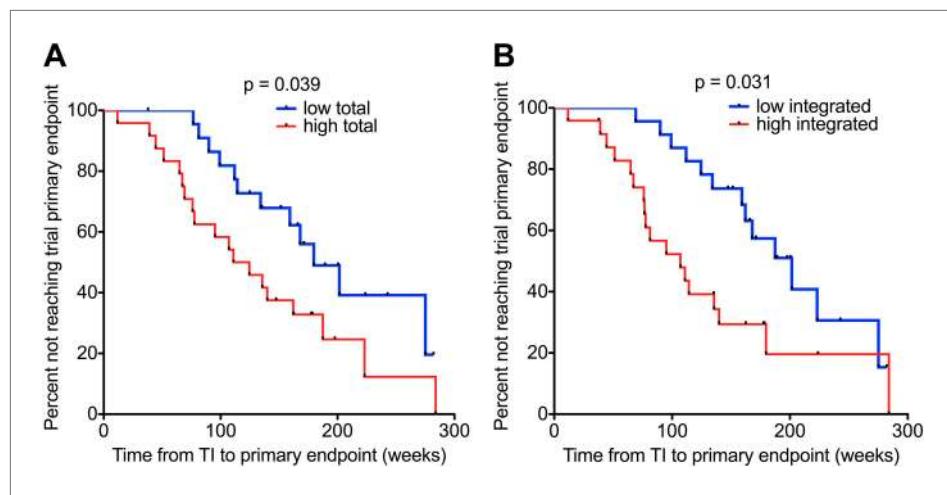 A
p = 0.039
low total
high total
Percent not reaching trial primary endpoint
100
80
60
40
20
0
0
100
200
300
Time from TI to primary endpoint (weeks)
B
p = 0.031
low integrated
high integrated
Percent not reaching trial primary endpoint
100
80
60
40
20
0
0
100
200
300
Time from TI to primary endpoint (weeks)